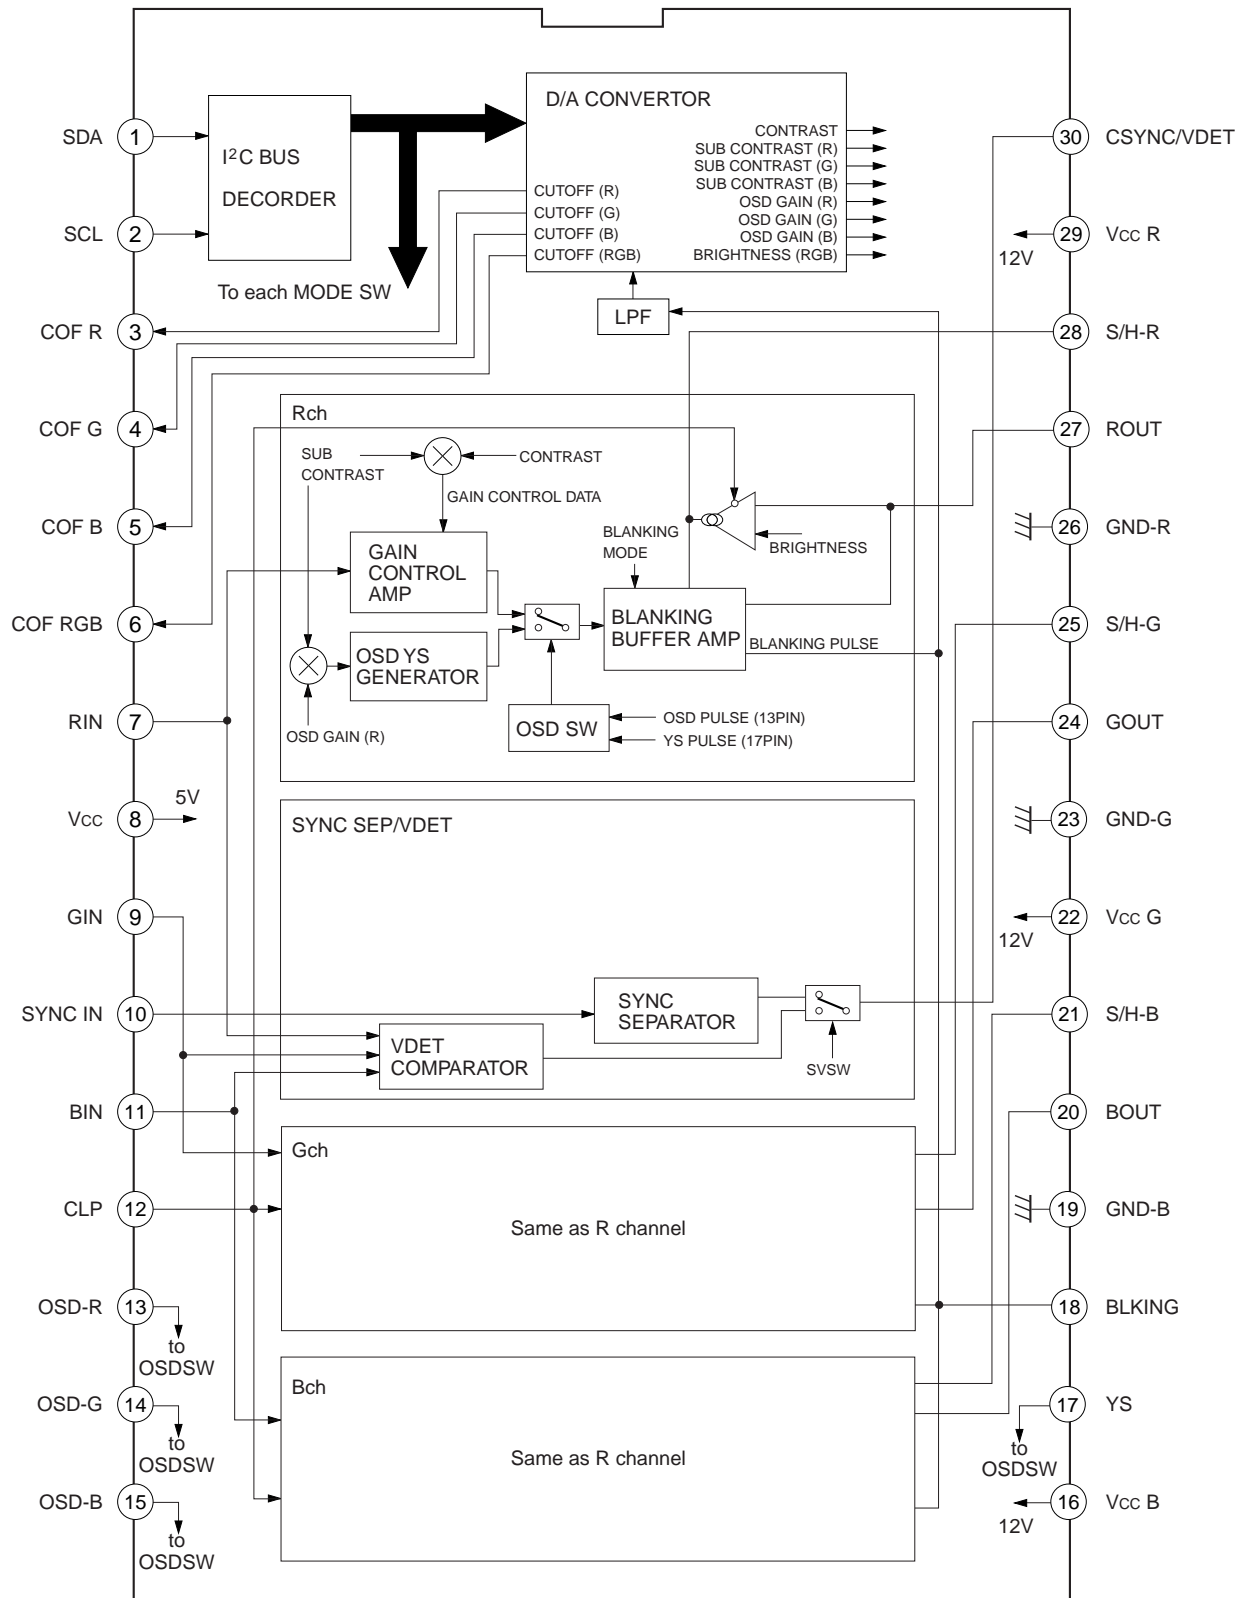 D/A CONVERTOR
CONTRAST
SUB CONTRAST (R)
SUB CONTRAST (G)
SUB CONTRAST (B)
OSD GAIN (R)
OSD GAIN (G)
OSD GAIN (B)
BRIGHTNESS (RGB)
CUTOFF (R)
CUTOFF (G)
CUTOFF (B)
CUTOFF (RGB)
SDA 1
I²C BUS
DECORDER
30 CSYNC/VDET
SCL 2
29 VCC R
12V
To each MODE SW
LPF
COF R 3
28 S/H-R
COF G 4
27 ROUT
Rch
SUB
CONTRAST
CONTRAST
GAIN CONTROL DATA
COF B 5
26 GND-R
GAIN
CONTROL
AMP
BLANKING
MODE
BRIGHTNESS
COF RGB 6
25 S/H-G
BLANKING
BUFFER AMP
BLANKING PULSE
OSD YS
GENERATOR
OSD GAIN (R)
RIN 7
24 GOUT
OSD SW
OSD PULSE (13PIN)
YS PULSE (17PIN)
VCC 8
5V
23 GND-G
SYNC SEP/VDET
GIN 9
22 VCC G
12V
SYNC IN 10
21 S/H-B
SYNC
SEPARATOR
VDET
COMPARATOR
SVSW
BIN 11
20 BOUT
Gch
CLP 12
19 GND-B
Same as R channel
OSD-R 13
to
OSDSW
18 BLKING
Bch
OSD-G 14
to
OSDSW
17 YS
to
OSDSW
Same as R channel
OSD-B 15
to
OSDSW
16 VCC B
12V